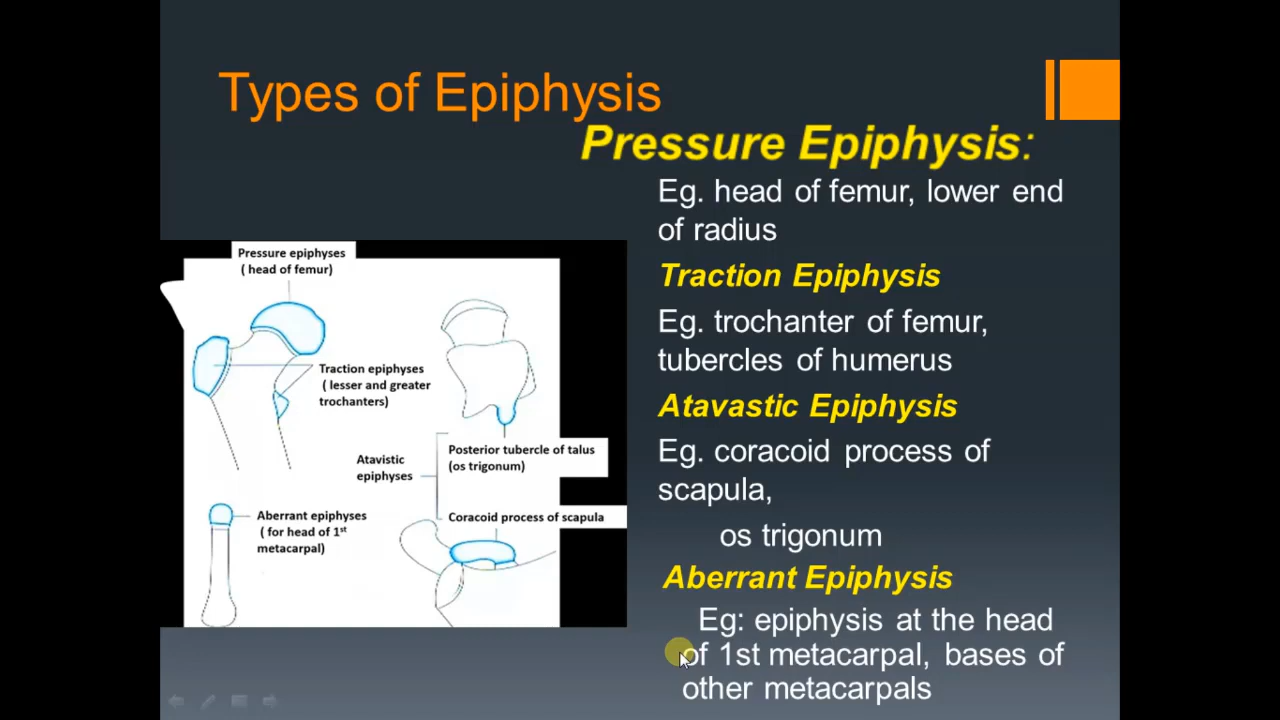 Types of Epiphysis
Pressure Epiphysis:
Eg. head of femur, lower end
of radius
Traction Epiphysis
Eg. trochanter of femur,
tubercles of humerus
Atavastic Epiphysis
Eg. coracoid process of
scapula,
os trigonum
Aberrant Epiphysis
Eg: epiphysis at the head
of 1st metacarpal, bases of
other metacarpals
Pressure epiphyses
( head of femur)
Traction epiphyses
( lesser and greater
trochanters)
Atavistic
epiphyses
Posterior tubercle of talus
(os trigonum)
Coracoid process of scapula
Aberrant epiphyses
( for head of 1st
metacarpal)